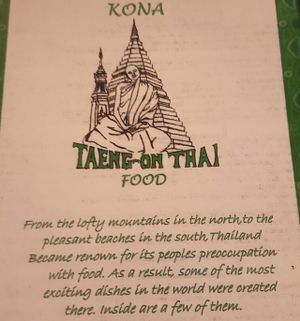 KONA
TAENG-ON THAI
FOOD
From the lofty mountains in the north,to the
pleasant beaches in the south,Thailand
Became renown for its peoples preoccupation
with food. As a result, some of the most
exciting dishes in the world were created
there. Inside are a few of them.